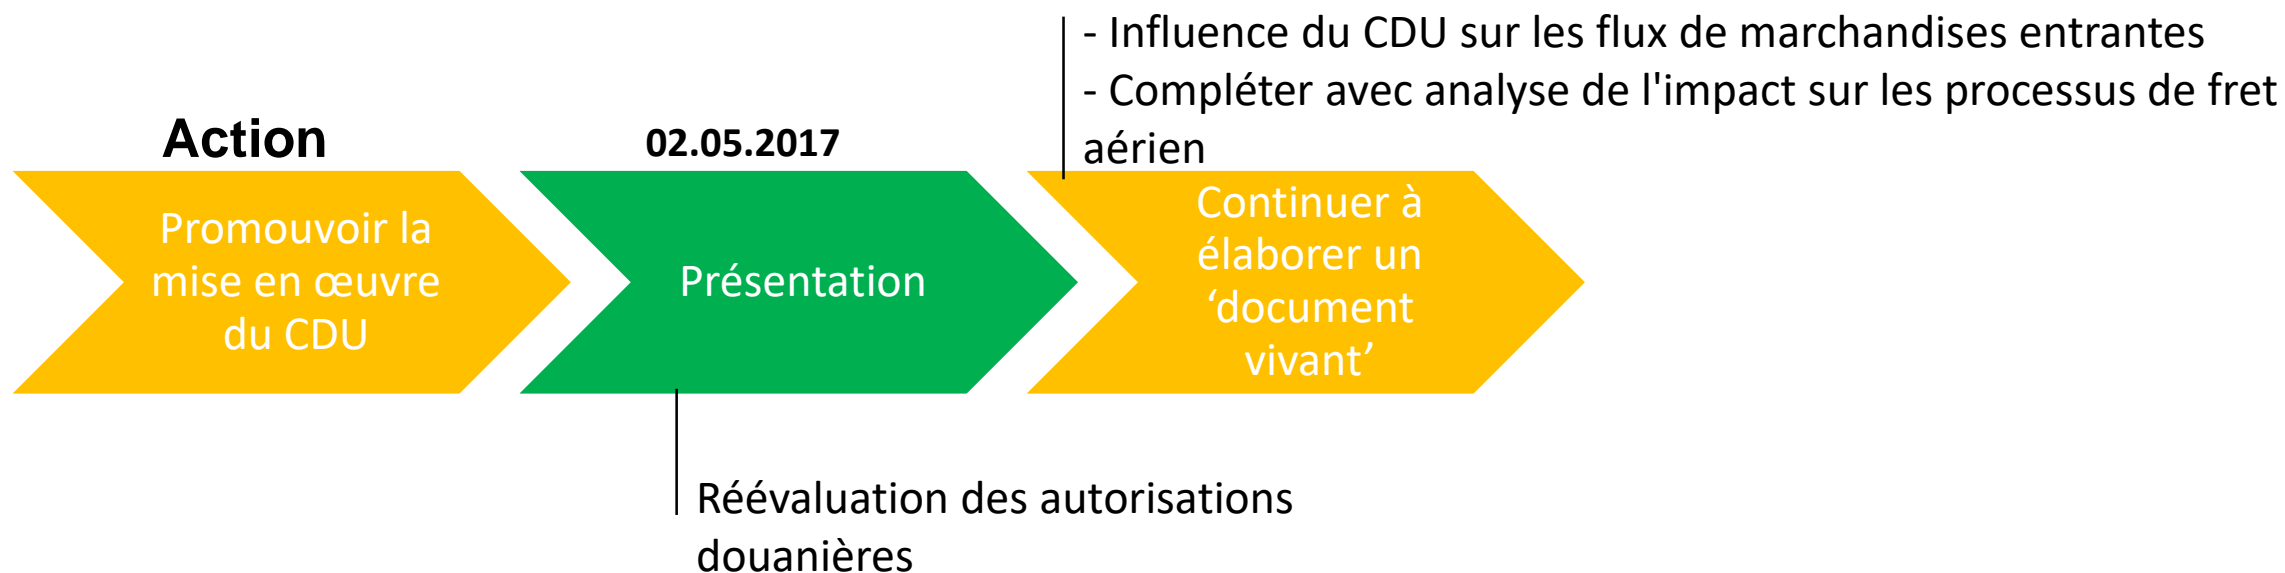 - Influence du CDU sur les flux de marchandises entrantes
- Compléter avec analyse de l'impact sur les processus de fret
aérien
Action
02.05.2017
Promouvoir la
mise en œuvre
du CDU
Présentation
Continuer à
élaborer un
‘document
vivant’
Réévaluation des autorisations
douanières